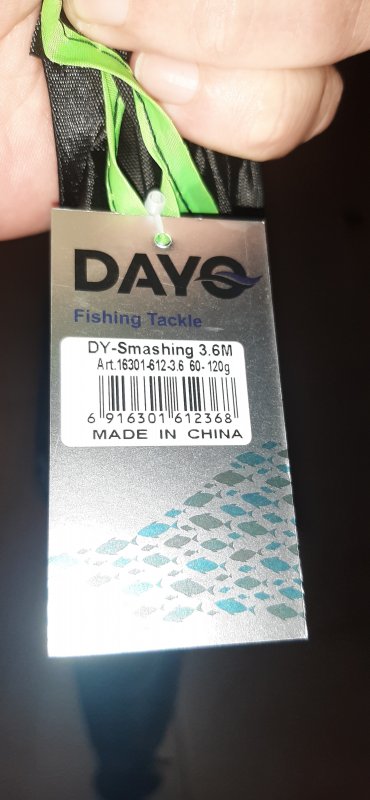 DAYO
Fishing Tackle
DY-Smashing 3.6M
Art.16301-612-3.6 60-120g
6 916301 612368
MADE IN CHINA